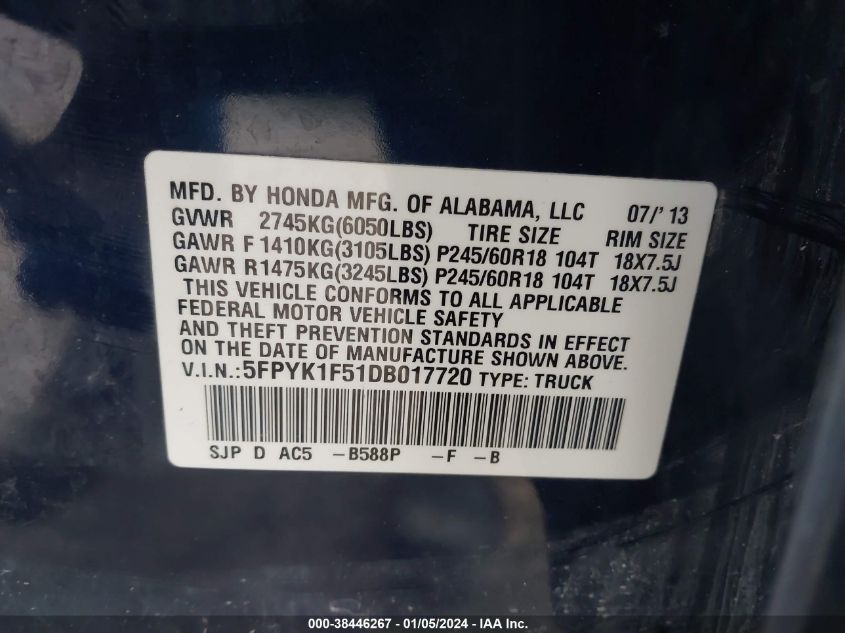 MFD. BY HONDA MFG. OF ALABAMA, LLC 07/'13
GVWR 2745KG(6050LBS) TIRE SIZE RIM SIZE
GAWR F 1410KG(3105LBS) P245/60R18 104T 18X7.5J
GAWR R1475KG(3245LBS) P245/60R18 104T 18X7.5J
THIS VEHICLE CONFORMS TO ALL APPLICABLE
FEDERAL MOTOR VEHICLE SAFETY
AND THEFT PREVENTION STANDARDS IN EFFECT
ON THE DATE OF MANUFACTURE SHOWN ABOVE.
V.I.N.:5FPYK1F51DB017720 TYPE: TRUCK
SJP D AC5 -B588P -F -B
000-38446267 - 01/05/2024 - IAA Inc.